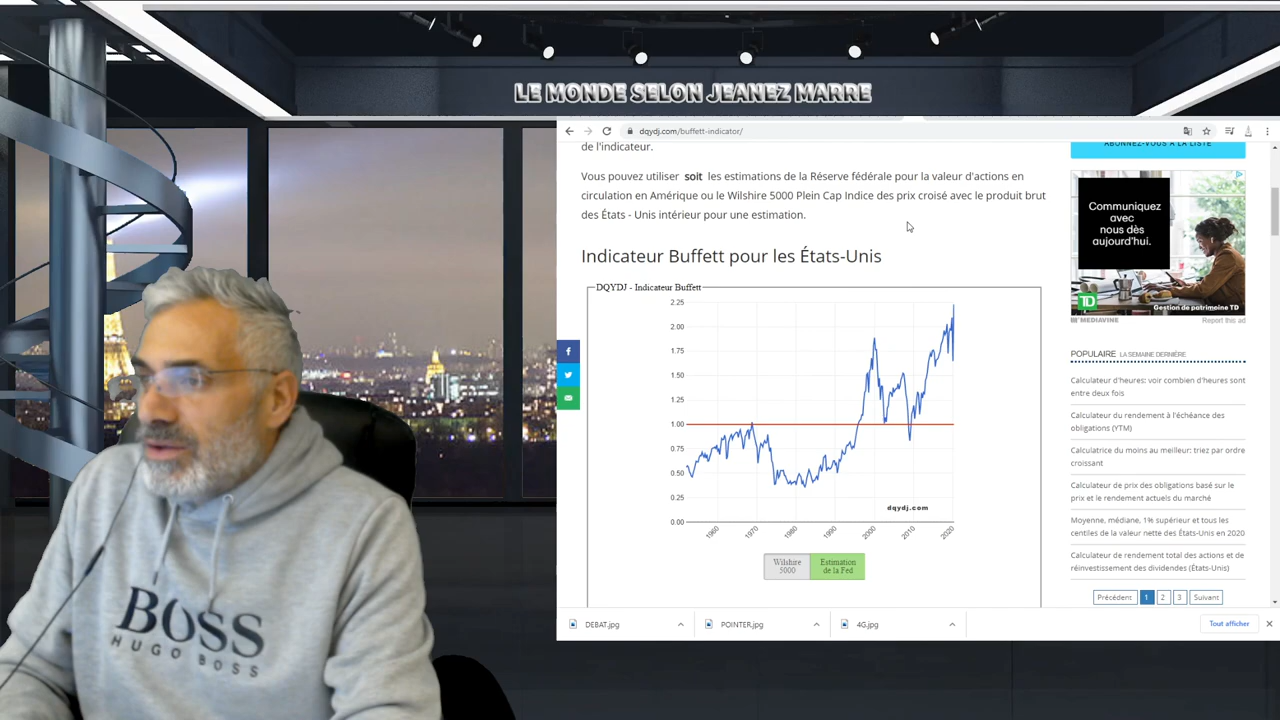 LE MONDE SELON JEANEZ MARRE
dqydj.com/buffett-indicator/
de l'indicateur.
ABONNEZ-VOUS À LA LISTE
Vous pouvez utiliser soit les estimations de la Réserve fédérale pour la valeur d'actions en
circulation en Amérique ou le Wilshire 5000 Plein Cap Indice des prix croisé avec le produit brut
des États - Unis intérieur pour une estimation.
Indicateur Buffett pour les États-Unis
DQYDJ - Indicateur Buffett
2.25
2.00
1.75
1.50
1.25
1.00
0.75
0.50
0.25
0.00
dqydj.com
1960
1970
1980
1990
2000
2010
2020
Wilshire
5000
Estimation
de la Fed
Communiquez
avec
nous dès
aujourd'hui.
TD
Gestion de patrimoine TD
MEDIAVINE
Report this ad
POPULAIRE LA SEMAINE DERNIÈRE
Calculateur d'heures: voir combien d'heures sont
entre deux fois
Calculateur du rendement à l'échéance des
obligations (YTM)
Calculatrice du moins au meilleur: triez par ordre
croissant
Calculateur de prix des obligations basé sur le
prix et le rendement actuels du marché
Moyenne, médiane, 1% supérieur et tous les
centiles de la valeur nette des États-Unis en 2020
Calculateur de rendement total des actions et de
réinvestissement des dividendes (États-Unis)
Précédent 1 2 3 Suivant
DEBAT.jpg
POINTER.jpg
4G.jpg
Tout afficher
BOSS
HUGO BOSS